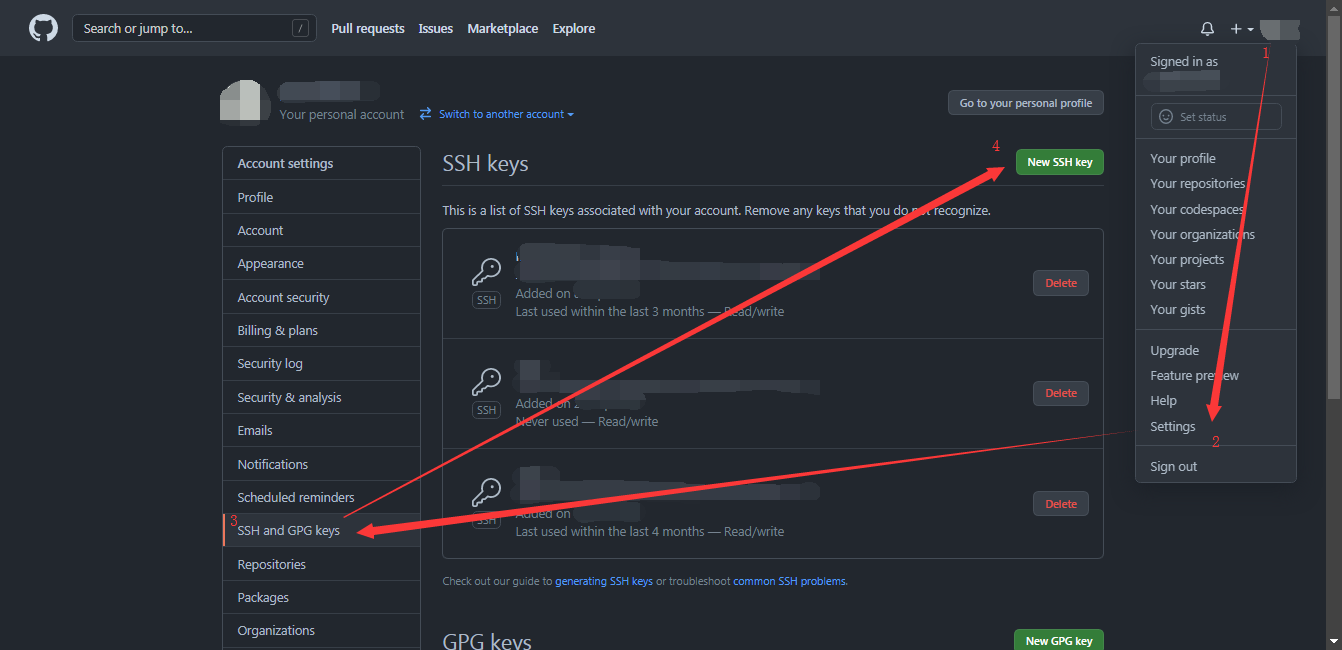 Search or jump to... /
Pull requests Issues Marketplace Explore
1
Signed in as
Set status
Your profile
Your repositories
Your codespaces
Your organizations
Your projects
Your stars
Your gists
Upgrade
Feature preview
Help
Settings
2
Sign out
Your personal account
Switch to another account
Go to your personal profile
Account settings
Profile
Account
Appearance
Account security
Billing & plans
Security log
Security & analysis
Emails
Notifications
Scheduled reminders
3
SSH and GPG keys
Repositories
Packages
Organizations
SSH keys
4
New SSH key
This is a list of SSH keys associated with your account. Remove any keys that you do not recognize.
SSH
Added on
Last used within the last 3 months — Read/write
Delete
SSH
Added on
Never used — Read/write
Delete
SSH
Added on
Last used within the last 4 months — Read/write
Delete
Check out our guide to generating SSH keys or troubleshoot common SSH problems.
GPG keys
New GPG key